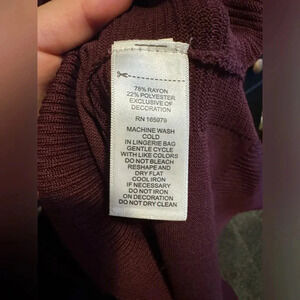 78% RAYON
22% POLYESTER
EXCLUSIVE OF
DECORATION
RN 165979
MACHINE WASH
COLD
IN LINGERIE BAG
GENTLE CYCLE
WITH LIKE COLORS
DO NOT BLEACH
RESHAPE AND
DRY FLAT
COOL IRON
IF NECESSARY
DO NOT IRON
ON DECORATION
DO NOT DRY CLEAN